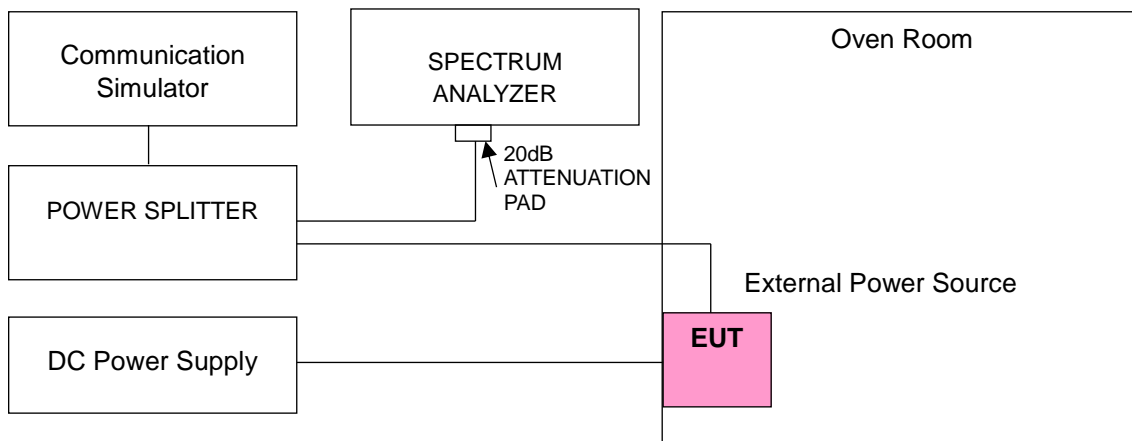 Communication
Simulator
SPECTRUM
ANALYZER
Oven Room
20dB
ATTENUATION
PAD
POWER SPLITTER
External Power Source
EUT
DC Power Supply